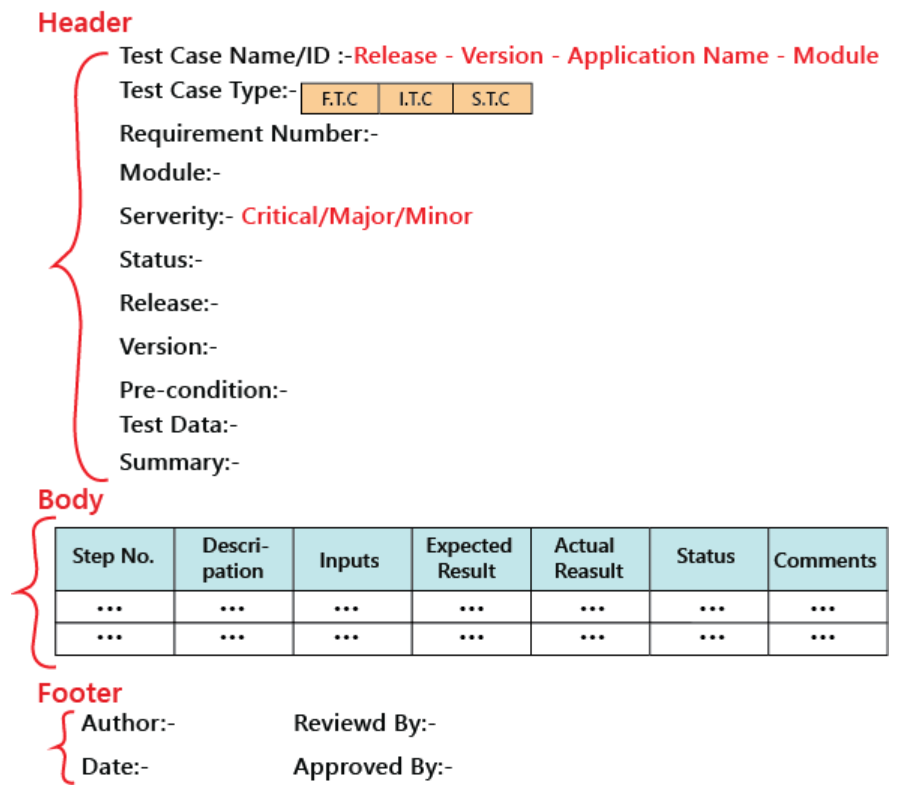 Header
Test Case Name/ID :-Release - Version - Application Name - Module
Test Case Type:- F.T.C I.T.C S.T.C
Requirement Number:-
Module:-
Serverity:- Critical/Major/Minor
Status:-
Release:-
Version:-
Pre-condition:-
Test Data:-
Summary:-
Body
Step No. Descri-pation Inputs Expected Result Actual Reasult Status Comments
... ... ... ... ... ... ...
... ... ... ... ... ... ...
Footer
Author:- Reviewd By:-
Date:- Approved By:-